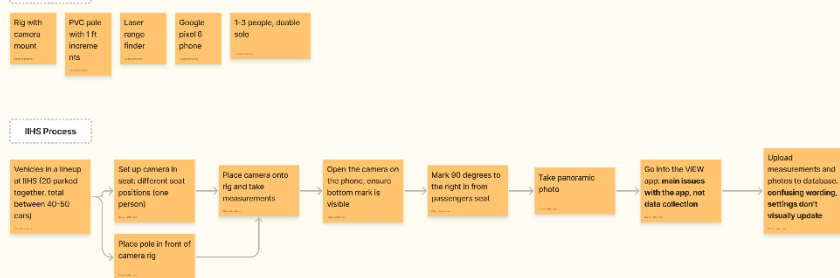 Rig with
camera
mount
PVC pole
with 1 ft
increme
nts
Laser
range
finder
Google
pixel 6
phone
1-3 people, doable
solo
IIHS Process
Vehicles in a lineup
at IIHS (20 parked
together, total
between 40-50
cars)
Set up camera in
seat: different seat
positions (one
person)
Place pole in front of
camera rig
Place camera onto
rig and take
measurements
Open the camera on
the phone, ensure
bottom mark is
visible
Mark 90 degrees to
the right in from
passengers seat
Take panoramic
photo
Go into the VIEW
app: main issues
with the app, not
data collection
Upload
measurements and
photos to database.
confusing wording,
settings don't
visually update